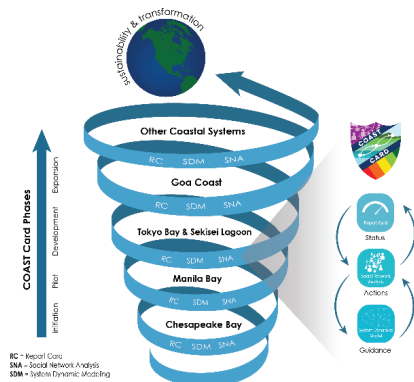 sustainability & transformation
Other Coastal Systems
RC SDM SNA
Goa Coast
RC SDM SNA
Tokyo Bay & Sekisei Lagoon
RC SDM SNA
Manila Bay
RC SDM SNA
Chesapeake Bay
RC SDM SNA
COAST Card Phases
Expansion
Development
Pilot
Initiation
COAST
CARD
Report Card
Status
Social Network
Analysis
Actions
System Dynamics
Model
Guidance
RC = Report Card
SNA = Social Network Analysis
SDM = System Dynamic Modeling